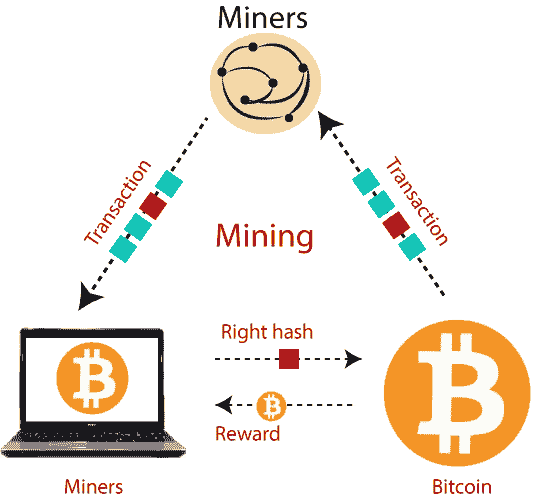 Miners
Transaction
Transaction
Mining
Right hash
Reward
Miners
Bitcoin